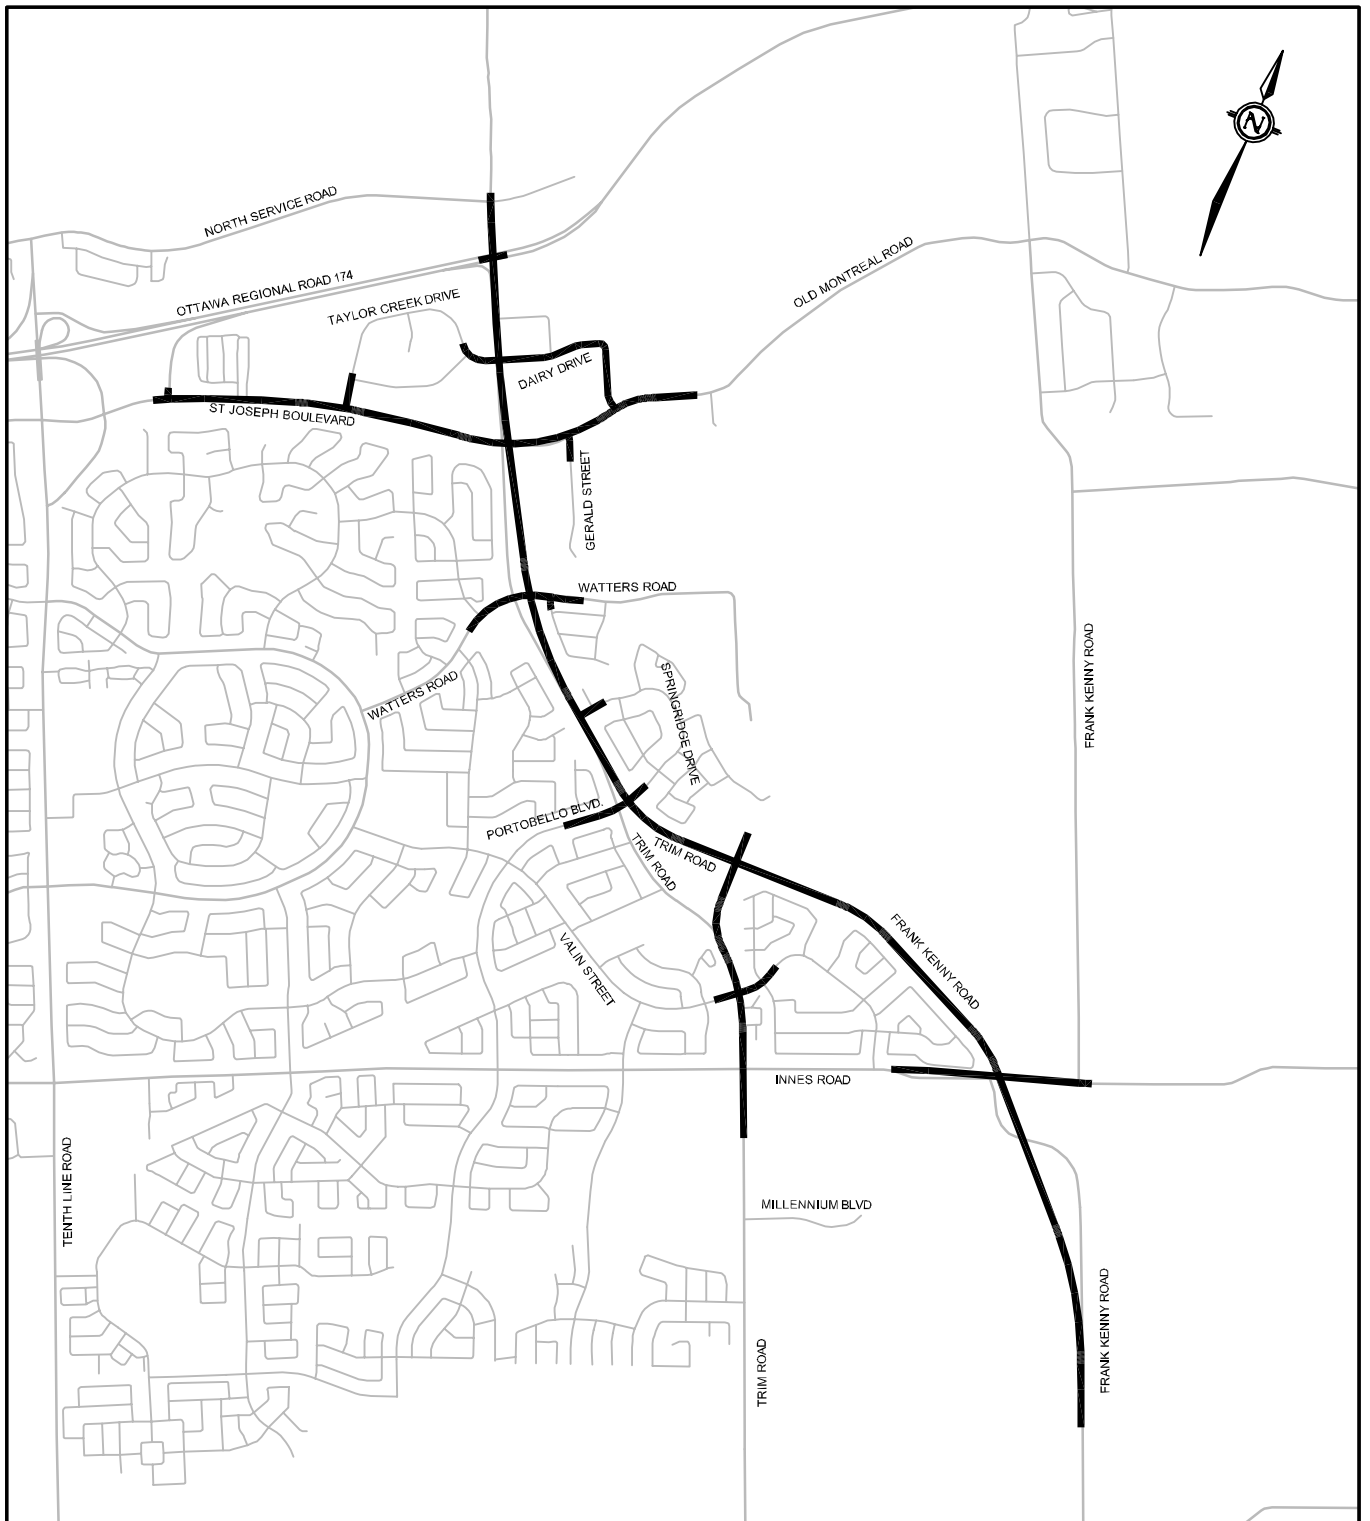 N
NORTH SERVICE ROAD
OTTAWA REGIONAL ROAD 174
OLD MONTREAL ROAD
TAYLOR CREEK DRIVE
DAIRY DRIVE
ST JOSEPH BOULEVARD
GERALD STREET
WATTERS ROAD
FRANK KENNY ROAD
WATTERS ROAD
SPRINGRIDGE DRIVE
PORTOBELLO BLVD.
TRIM ROAD
TRIM ROAD
FRANK KENNY ROAD
VALIN STREET
INNES ROAD
TENTH LINE ROAD
MILLENNIUM BLVD
FRANK KENNY ROAD
TRIM ROAD